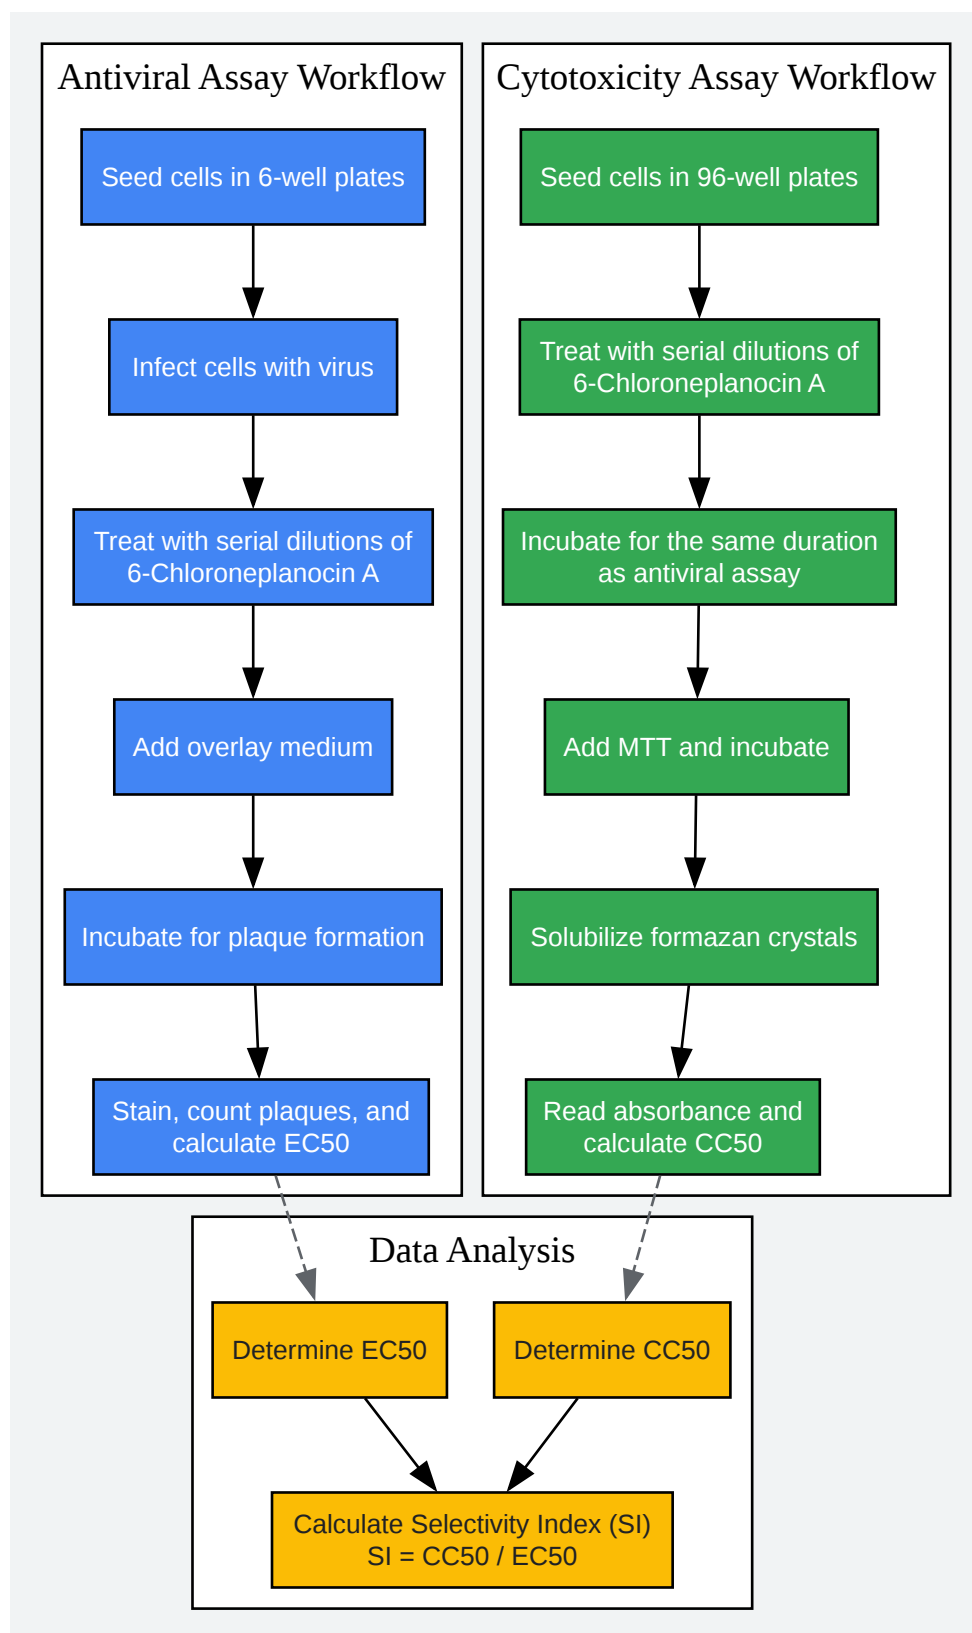 Antiviral Assay Workflow
Seed cells in 6-well plates
Infect cells with virus
Treat with serial dilutions of
6-Chloroneplanocin A
Add overlay medium
Incubate for plaque formation
Stain, count plaques, and
calculate EC50
Cytotoxicity Assay Workflow
Seed cells in 96-well plates
Treat with serial dilutions of
6-Chloroneplanocin A
Incubate for the same duration
as antiviral assay
Add MTT and incubate
Solubilize formazan crystals
Read absorbance and
calculate CC50
Data Analysis
Determine EC50
Determine CC50
Calculate Selectivity Index (SI)
SI = CC50 / EC50